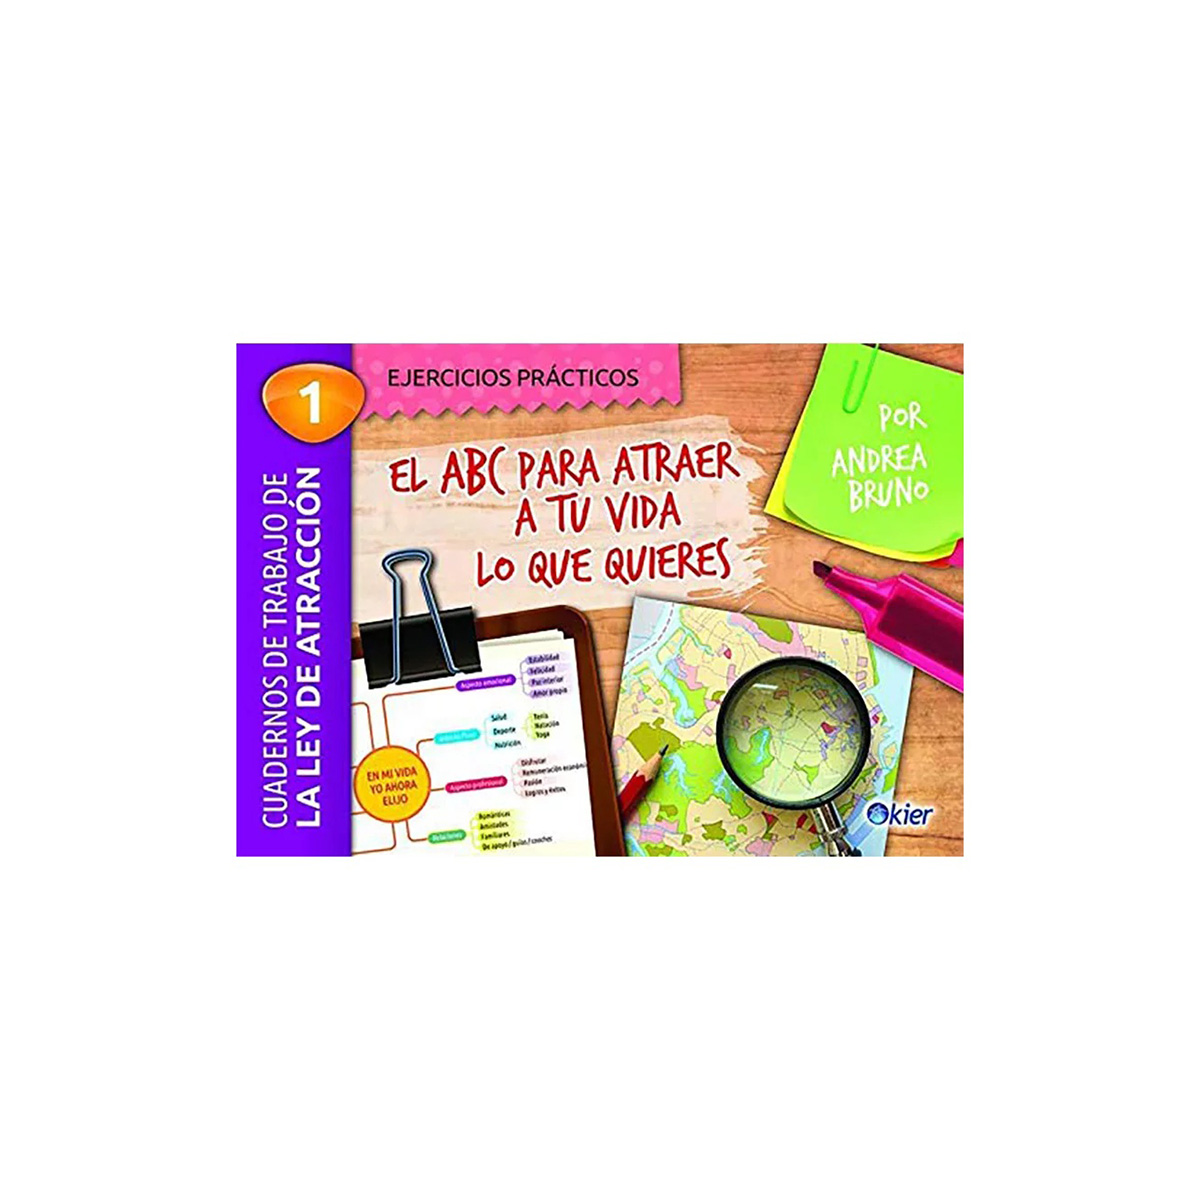 CUADERNOS DE TRABAJO DE
LA LEY DE ATRACCIÓN
1
EJERCICIOS PRÁCTICOS
EL ABC PARA ATRAER
A TU VIDA
LO QUE QUIERES
POR
ANDREA
BRUNO
EN MI VIDA
YO AHORA
ELIJO
Aspecto emocional
Estabilidad
Felicidad
Paz interior
Amor propio
Salud
Deporte
Nutrición
Tenis
Natación
Yoga
Aspecto profesional
Disfrutar
Remuneración
Pasión
Logros y éxitos
Relaciones
Románticas
Amistades
Familiares
De apoyo / guías / coaches
kier